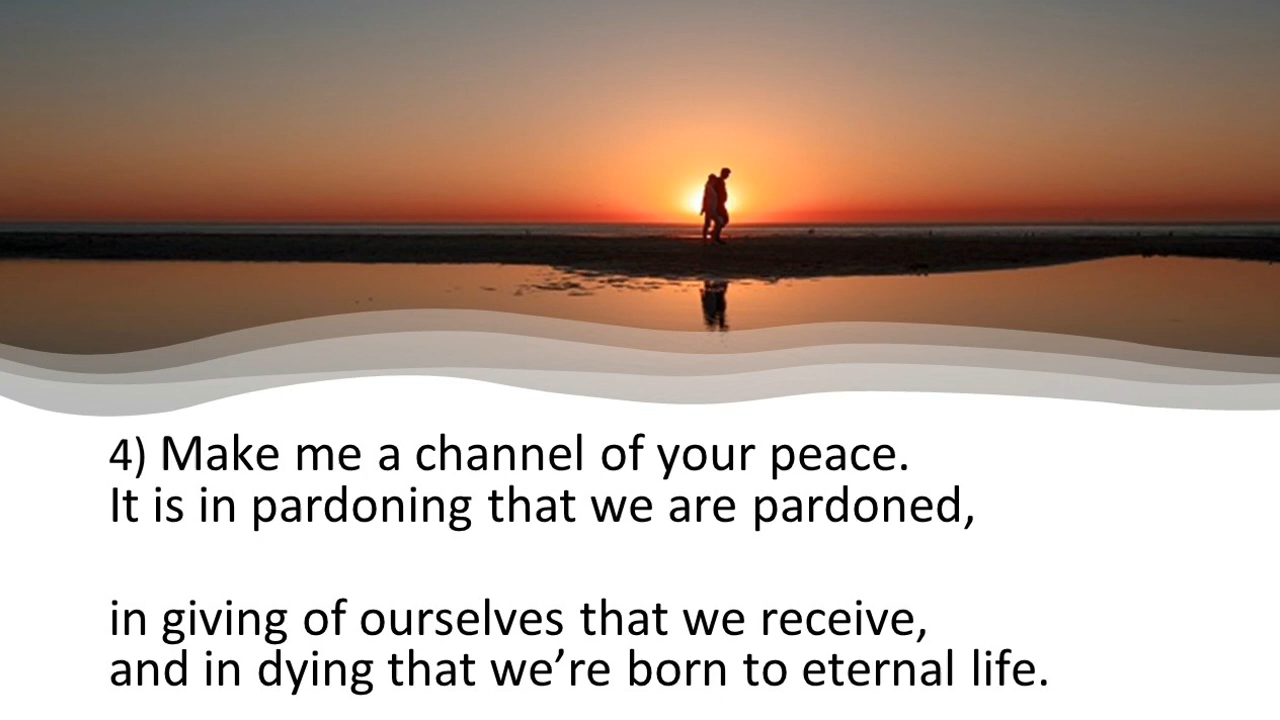 4) Make me a channel of your peace.
It is in pardoning that we are pardoned,
in giving of ourselves that we receive,
and in dying that we’re born to eternal life.